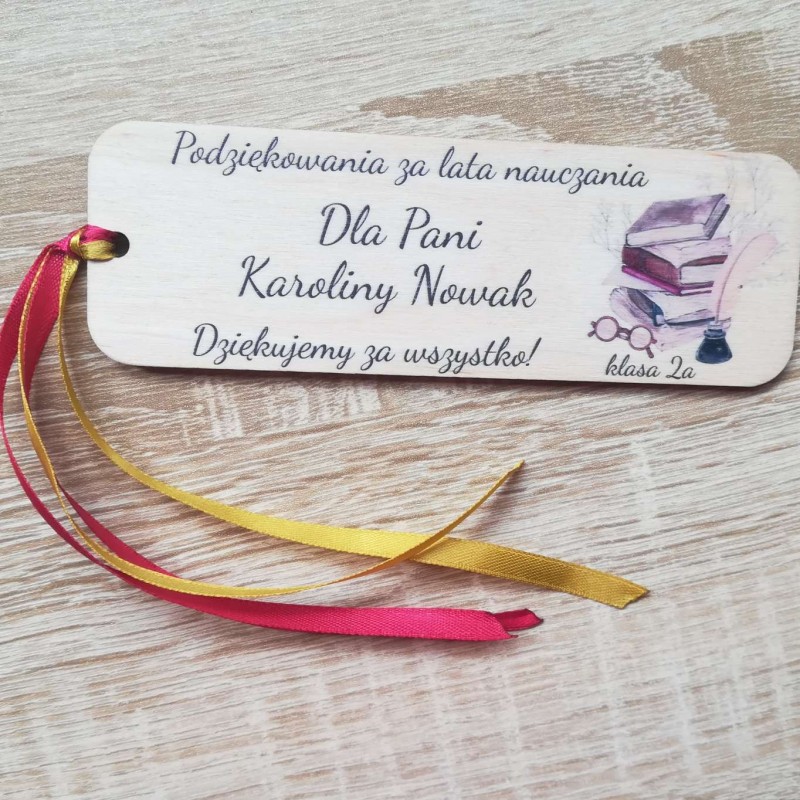 Podziękowania za lata nauczania
Dla Pani
Karoliny Nowak
Dziękujemy za wszystko!
klasa 2a